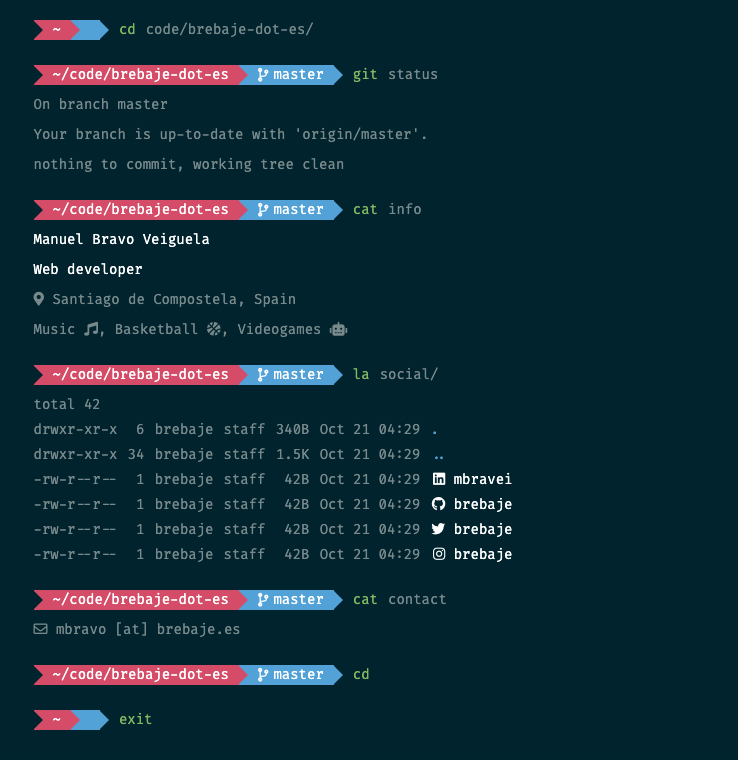 ~ cd code/brebaje-dot-es/
~/code/brebaje-dot-es master git status
On branch master
Your branch is up-to-date with 'origin/master'.
nothing to commit, working tree clean
~/code/brebaje-dot-es master cat info
Manuel Bravo Veiguela
Web developer
Santiago de Compostela, Spain
Music , Basketball , Videogames
~/code/brebaje-dot-es master la social/
total 42
drwxr-xr-x 6 brebaje staff 340B Oct 21 04:29 .
drwxr-xr-x 34 brebaje staff 1.5K Oct 21 04:29 ..
-rw-r--r-- 1 brebaje staff 42B Oct 21 04:29 mbravei
-rw-r--r-- 1 brebaje staff 42B Oct 21 04:29 brebaje
-rw-r--r-- 1 brebaje staff 42B Oct 21 04:29 brebaje
-rw-r--r-- 1 brebaje staff 42B Oct 21 04:29 brebaje
~/code/brebaje-dot-es master cat contact
mbravo [at] brebaje.es
~/code/brebaje-dot-es master cd
~ exit